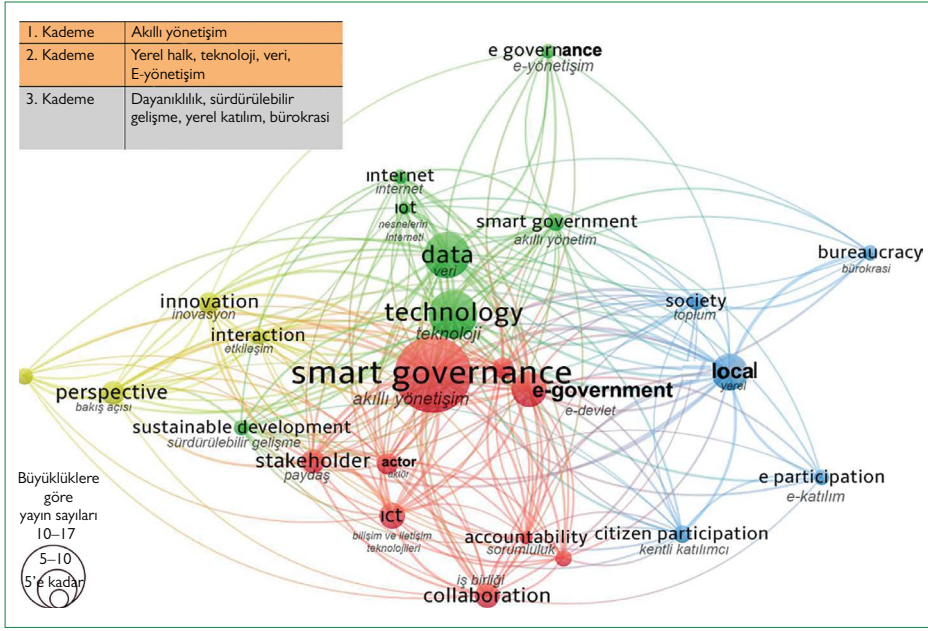 1. Kademe Akıllı yönetişim
2. Kademe Yerel halk, teknoloji, veri,
E-yönetişim
3. Kademe Dayanıklılık, sürdürülebilir
gelişme, yerel katılım, bürokrasi
e governance
e-yönetişim
ınternet
internet
ıot
nesnelerin
interneti
smart government
akıllı yönetim
data
veri
bureaucracy
bürokrasi
innovation
inovasyon
society
toplum
technology
teknoloji
interaction
etkileşim
smart governance
akıllı yönetişim
local
yerel
e-government
e-devlet
perspective
bakış açısı
sustainable development
sürdürülebilir gelişme
stakeholder
paydaş
actor
aktör
e participation
e-katılım
ıct
bilişim ve iletişim
teknolojileri
accountability
sorumluluk
citizen participation
kentli katılımcı
iş birliği
collaboration
Büyüklüklere
göre
yayın sayıları
10–17
5–10
5'e kadar